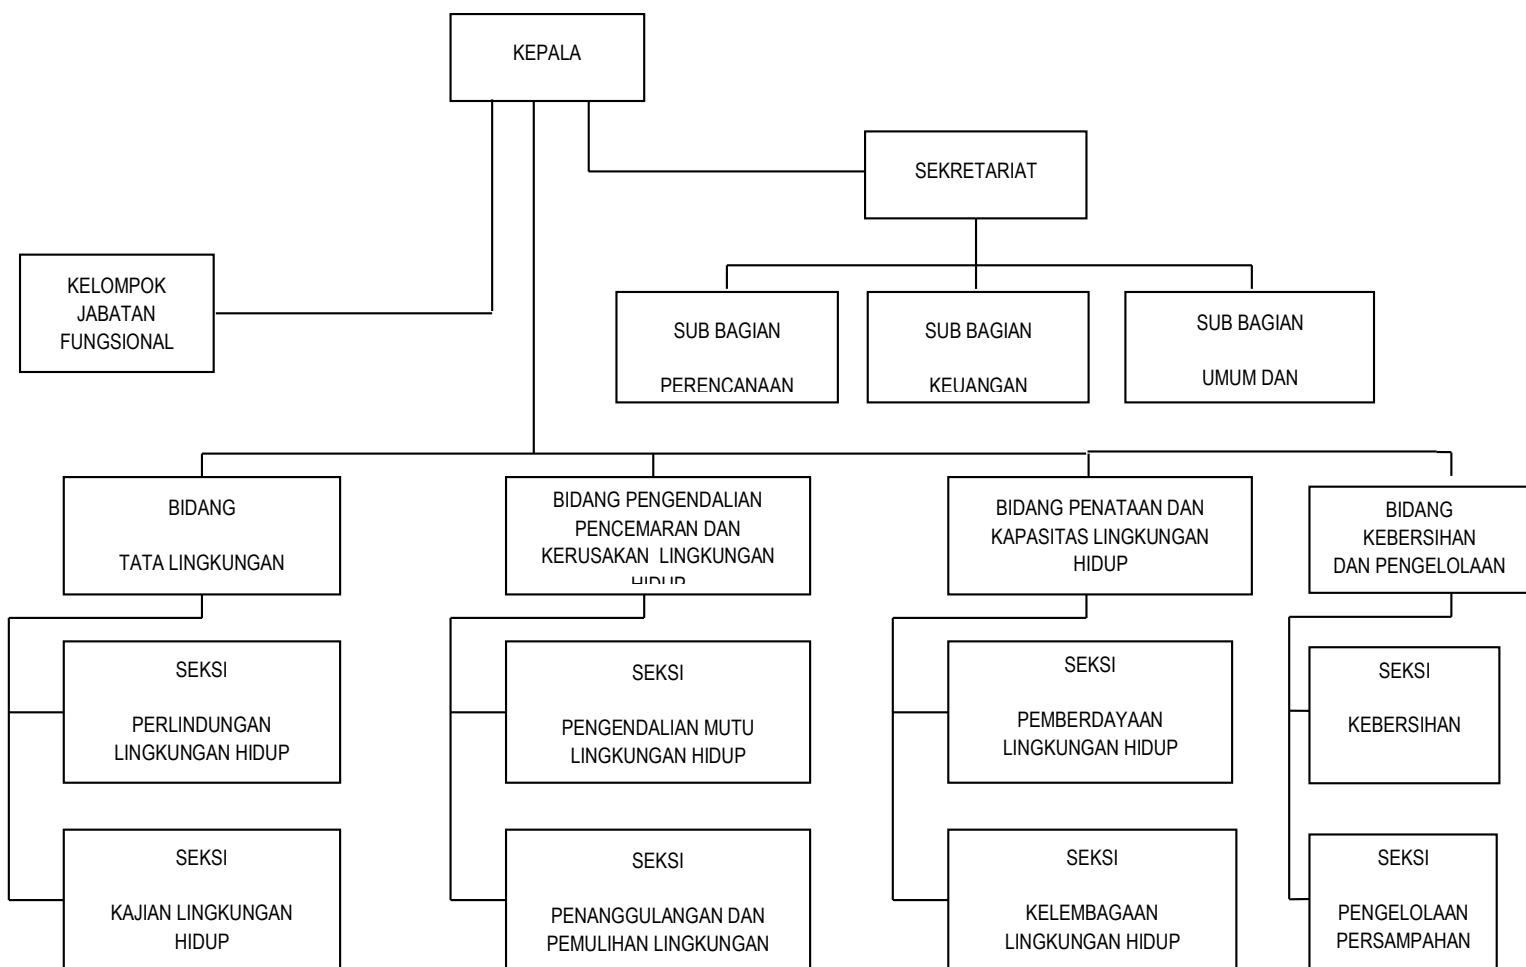 KEPALA
SEKRETARIAT
KELOMPOK
JABATAN
FUNGSIONAL
SUB BAGIAN
PERENCANAAN
SUB BAGIAN
KEUANGAN
SUB BAGIAN
UMUM DAN
BIDANG
TATA LINGKUNGAN
BIDANG PENGENDALIAN
PENCEMARAN DAN
KERUSAKAN LINGKUNGAN
HIDUP
BIDANG PENATAAN DAN
KAPASITAS LINGKUNGAN
HIDUP
BIDANG
KEBERSIHAN
DAN PENGELOLAAN
SEKSI
PERLINDUNGAN
LINGKUNGAN HIDUP
SEKSI
PENGENDALIAN MUTU
LINGKUNGAN HIDUP
SEKSI
PEMBERDAYAAN
LINGKUNGAN HIDUP
SEKSI
KEBERSIHAN
SEKSI
KAJIAN LINGKUNGAN
HIDUP
SEKSI
PENANGGULANGAN DAN
PEMULIHAN LINGKUNGAN
SEKSI
KELEMBAGAAN
LINGKUNGAN HIDUP
SEKSI
PENGELOLAAN
PERSAMPAHAN